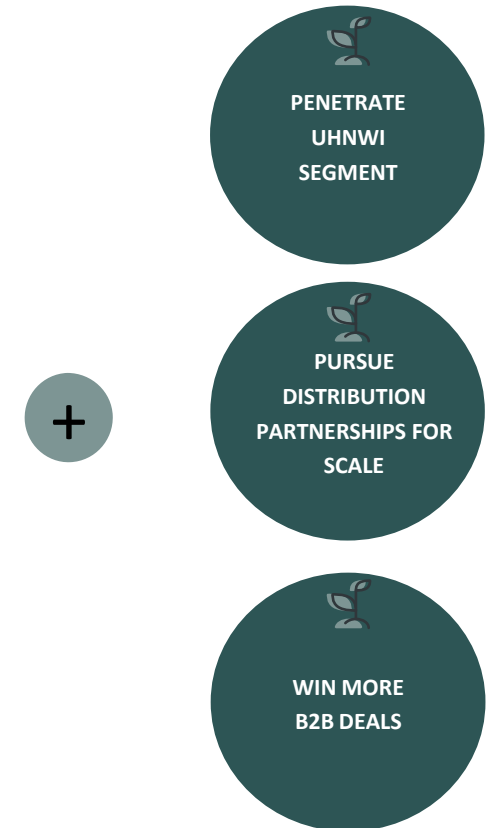 PENETRATE
UHNWI
SEGMENT
PURSUE
DISTRIBUTION
PARTNERSHIPS FOR
SCALE
+
WIN MORE
B2B DEALS